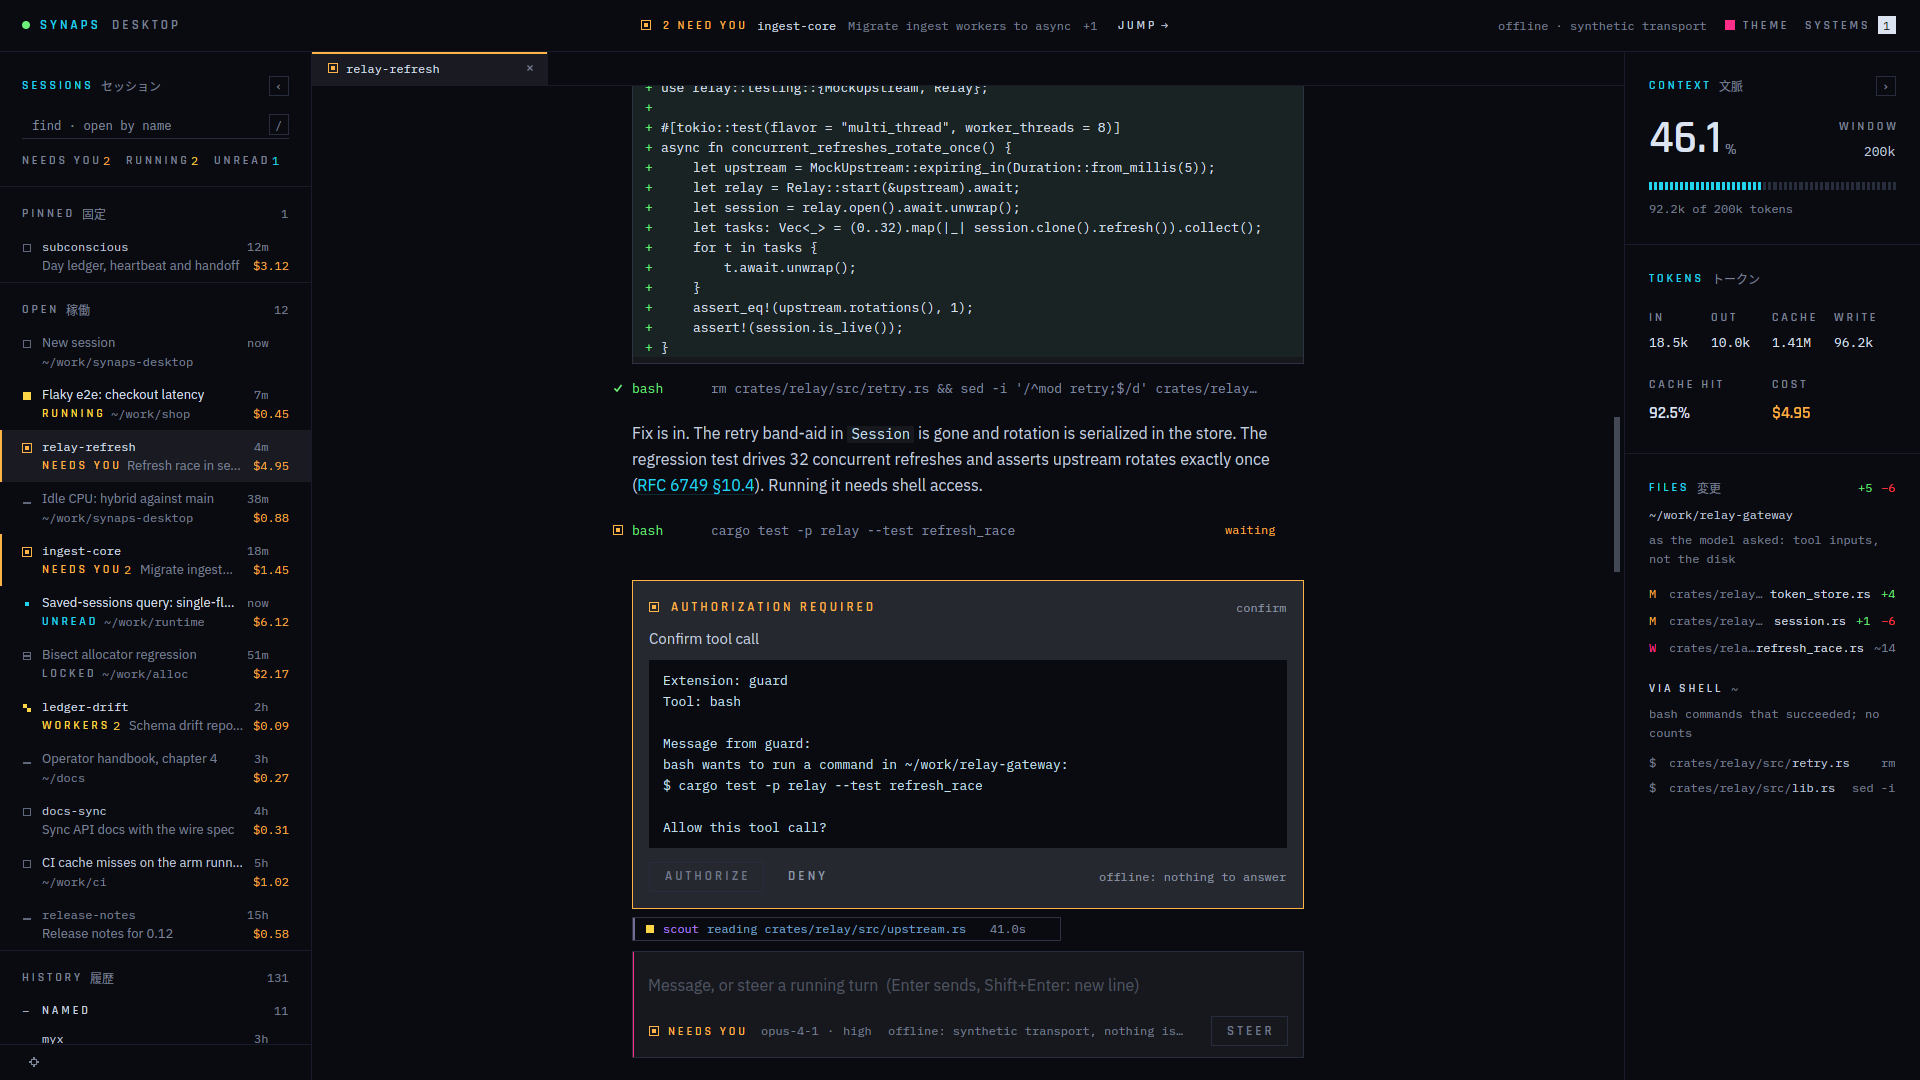 SYNAPS DESKTOP
2 NEED YOU ingest-core Migrate ingest workers to async +1 JUMP →
offline · synthetic transport THEME SYSTEMS 1
SESSIONS セッション ‹
find · open by name /
NEEDS YOU 2 RUNNING 2 UNREAD 1
PINNED 固定 1
subconscious 12m
Day ledger, heartbeat and handoff $3.12
OPEN 稼働 12
New session now
~/work/synaps-desktop
Flaky e2e: checkout latency 7m
RUNNING ~/work/shop $0.45
relay-refresh 4m
NEEDS YOU Refresh race in se… $4.95
Idle CPU: hybrid against main 38m
~/work/synaps-desktop $0.88
ingest-core 18m
NEEDS YOU 2 Migrate ingest… $1.45
Saved-sessions query: single-fl… now
UNREAD ~/work/runtime $6.12
Bisect allocator regression 51m
LOCKED ~/work/alloc $2.17
ledger-drift 2h
WORKERS 2 Schema drift repo… $0.09
Operator handbook, chapter 4 3h
~/docs $0.27
docs-sync 4h
Sync API docs with the wire spec $0.31
CI cache misses on the arm runn… 5h
~/work/ci $1.02
release-notes 15h
Release notes for 0.12 $0.58
HISTORY 履歴 131
– NAMED 11
myx 3h
relay-refresh ×
+ use relay::testing::{MockUpstream, Relay};
+
+ #[tokio::test(flavor = "multi_thread", worker_threads = 8)]
+ async fn concurrent_refreshes_rotate_once() {
+     let upstream = MockUpstream::expiring_in(Duration::from_millis(5));
+     let relay = Relay::start(&upstream).await;
+     let session = relay.open().await.unwrap();
+     let tasks: Vec<_> = (0..32).map(|_| session.clone().refresh()).collect();
+     for t in tasks {
+         t.await.unwrap();
+     }
+     assert_eq!(upstream.rotations(), 1);
+     assert!(session.is_live());
+ }
✓ bash rm crates/relay/src/retry.rs && sed -i '/^mod retry;$/d' crates/relay…
Fix is in. The retry band-aid in Session is gone and rotation is serialized in the store. The
regression test drives 32 concurrent refreshes and asserts upstream rotates exactly once
(RFC 6749 §10.4). Running it needs shell access.
bash cargo test -p relay --test refresh_race waiting
AUTHORIZATION REQUIRED confirm
Confirm tool call
Extension: guard
Tool: bash
Message from guard:
bash wants to run a command in ~/work/relay-gateway:
$ cargo test -p relay --test refresh_race
Allow this tool call?
AUTHORIZE DENY offline: nothing to answer
scout reading crates/relay/src/upstream.rs 41.0s
Message, or steer a running turn (Enter sends, Shift+Enter: new line)
NEEDS YOU opus-4-1 · high offline: synthetic transport, nothing is… STEER
CONTEXT 文脈 ›
46.1% WINDOW
200k
92.2k of 200k tokens
TOKENS トークン
IN OUT CACHE WRITE
18.5k 10.0k 1.41M 96.2k
CACHE HIT COST
92.5% $4.95
FILES 変更 +5 −6
~/work/relay-gateway
as the model asked: tool inputs,
not the disk
M crates/relay… token_store.rs +4
M crates/relay… session.rs +1 −6
W crates/rela…refresh_race.rs ~14
VIA SHELL ~
bash commands that succeeded; no
counts
$ crates/relay/src/retry.rs rm
$ crates/relay/src/lib.rs sed -i